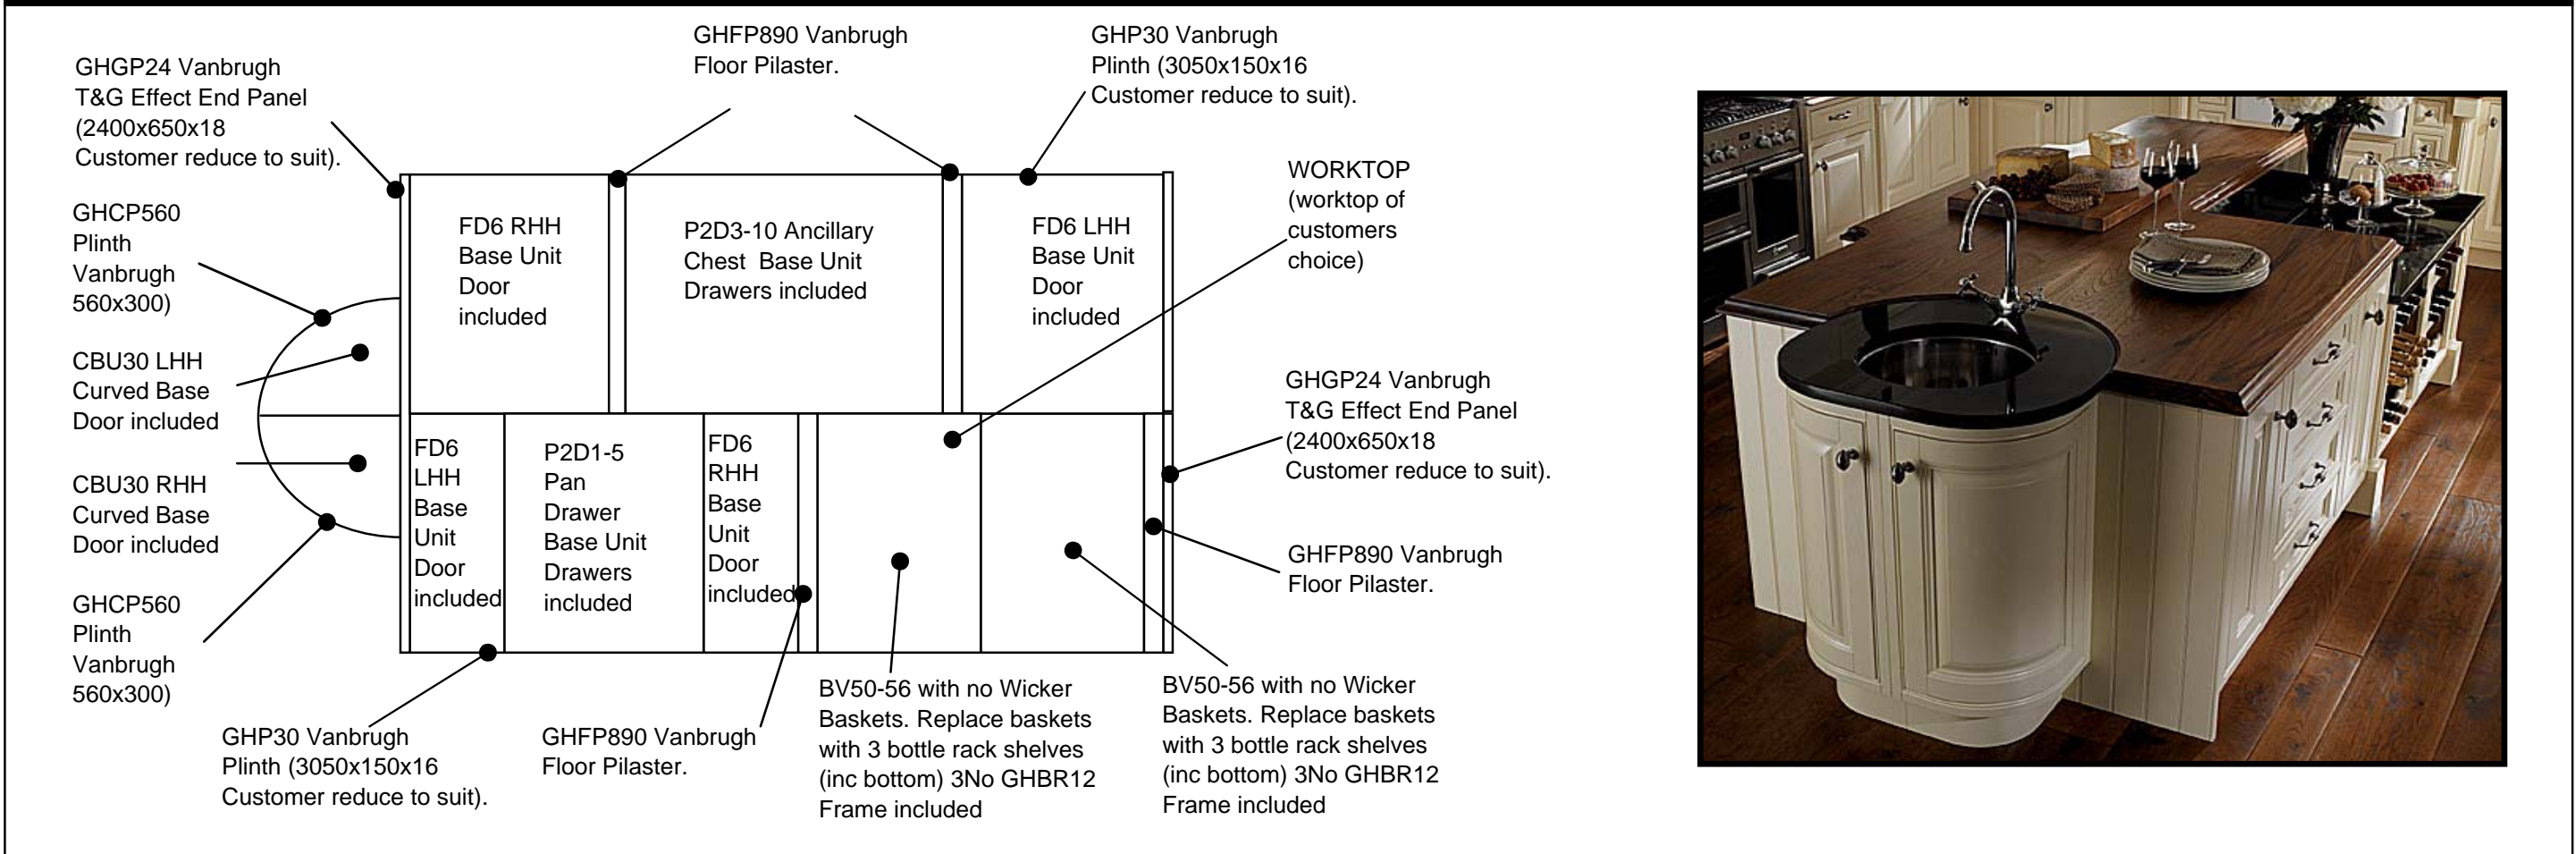 GHGP24 Vanbrugh
T&G Effect End Panel
(2400x650x18
Customer reduce to suit).
GHFP890 Vanbrugh
Floor Pilaster.
GHP30 Vanbrugh
Plinth (3050x150x16
Customer reduce to suit).
WORKTOP
(worktop of
customers
choice)
GHCP560
Plinth
Vanbrugh
560x300)
FD6 RHH
Base Unit
Door
included
P2D3-10 Ancillary
Chest Base Unit
Drawers included
FD6 LHH
Base Unit
Door
included
CBU30 LHH
Curved Base
Door included
CBU30 RHH
Curved Base
Door included
GHCP560
Plinth
Vanbrugh
560x300)
FD6
LHH
Base
Unit
Door
included
P2D1-5
Pan
Drawer
Base Unit
Drawers
included
FD6
RHH
Base
Unit
Door
included
GHGP24 Vanbrugh
T&G Effect End Panel
(2400x650x18
Customer reduce to suit).
GHFP890 Vanbrugh
Floor Pilaster.
GHP30 Vanbrugh
Plinth (3050x150x16
Customer reduce to suit).
GHFP890 Vanbrugh
Floor Pilaster.
BV50-56 with no Wicker
Baskets. Replace baskets
with 3 bottle rack shelves
(inc bottom) 3No GHBR12
Frame included
BV50-56 with no Wicker
Baskets. Replace baskets
with 3 bottle rack shelves
(inc bottom) 3No GHBR12
Frame included